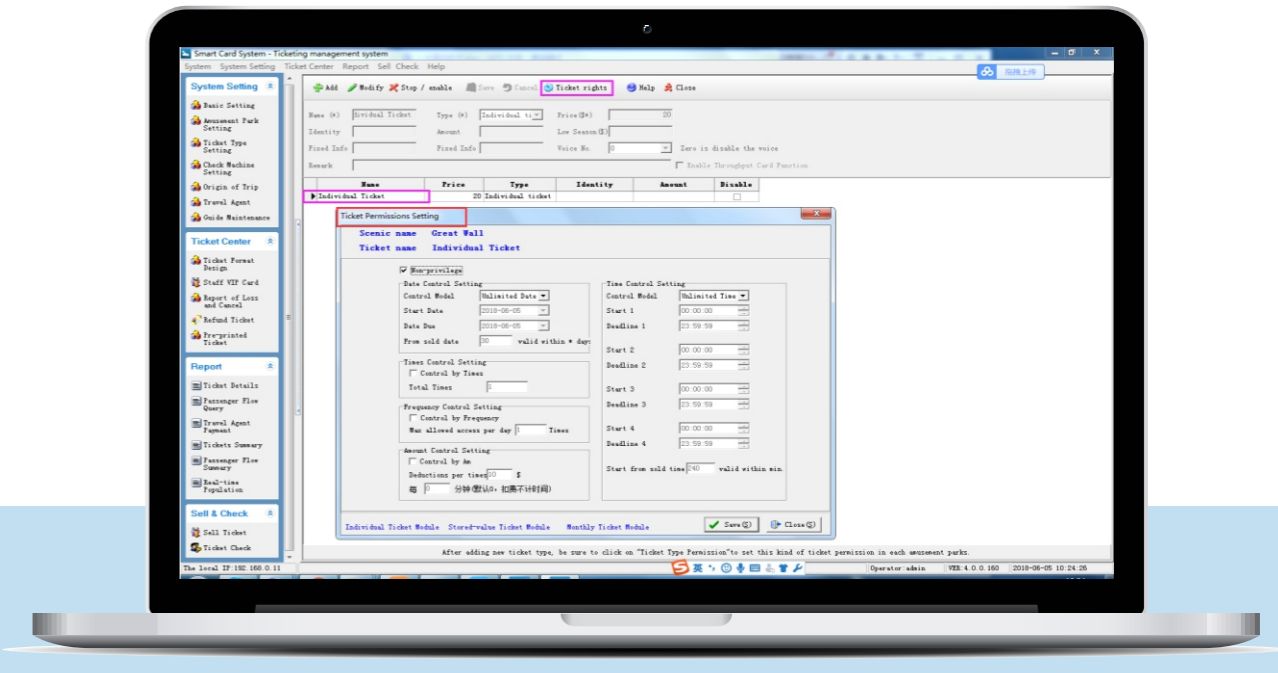 Smart Card System - Ticketing management system
System System Setting Ticket Center Report Sell Check Help
拖拽上传
System Setting
Basic Setting
Amusement Park
Setting
Ticket Type
Setting
Check Machine
Setting
Origin of Trip
Travel Agent
Guide Maintenance
Ticket Center
Ticket Format
Design
Staff VIP Card
Report of Loss
and Cancel
Refund Ticket
Pre-printed
Ticket
Report
Ticket Details
Passenger Flow
Query
Travel Agent
Payment
Tickets Summary
Passenger Flow
Summary
Real-time
Population
Sell & Check
Sell Ticket
Ticket Check
Add Modify Stop / enable Save Cancel Ticket rights Help Close
Name (*) dividual Ticket Type (*) Individual ti Price($*) 20
Identity Amount Low Season($)
Fixed Info Fixed Info Voice No. 0 Zero is disable the voice
Remark Enable Throughput Card Function
Name Price Type Identity Amount Disable
Individual Ticket 20 Individual ticket
Ticket Permissions Setting
Scenic name Great Wall
Ticket name Individual Ticket
Non-privilege
Date Control Setting
Control Model Unlimited Date
Start Date 2018-06-05
Date Due 2018-06-05
From sold date 30 valid within * day:
Times Control Setting
Control by Times
Total Times 1
Frequency Control Setting
Control by Frequency
Max allowed access per day 1 Times
Amount Control Setting
Control by Am
Deductions per times 10 $
每 0 分钟(默认0, 扣费不计时间)
Time Control Setting
Control Model Unlimited Time
Start 1 00:00:00
Deadline 1 23:59:59
Start 2 00:00:00
Deadline 2 23:59:59
Start 3 00:00:00
Deadline 3 23:59:59
Start 4 00:00:00
Deadline 4 23:59:59
Start from sold time 240 valid within min
Individual Ticket Module Stored-value Ticket Module Monthly Ticket Module
Save(S) Close(S)
After adding new ticket type, be sure to click on "Ticket Type Permission"to set this kind of ticket permission in each amusement parks.
The local IP:192.168.0.11
英
Operator:admin VER:4.0.0.160 2018-06-05 10:24:26